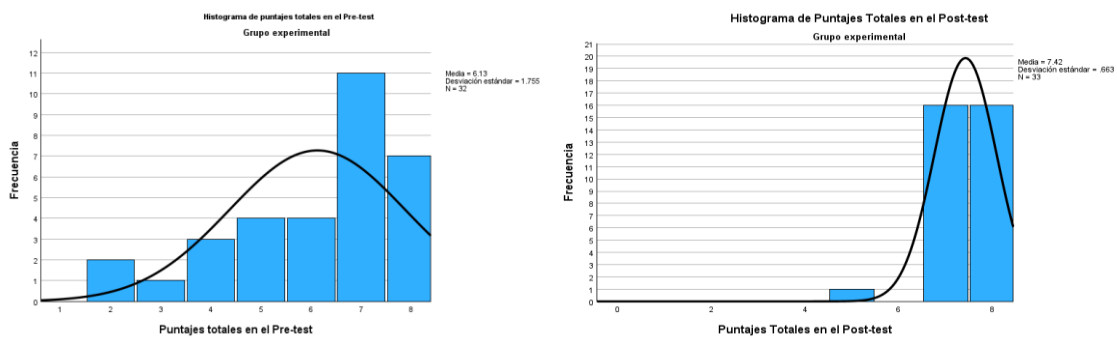 Histograma de puntajes totales en el Pre-test
Grupo experimental
12
11
10
9
8
7
6
5
4
3
2
1
0
Frecuencia
1 2 3 4 5 6 7 8
Puntajes totales en el Pre-test
Media = 6.13
Desviación estándar = 1.755
N = 32
Histograma de Puntajes Totales en el Post-test
Grupo experimental
21
20
19
18
17
16
15
14
13
12
11
10
9
8
7
6
5
4
3
2
1
0
Frecuencia
0 2 4 6 8
Puntajes Totales en el Post-test
Media = 7.42
Desviación estándar = .663
N = 33